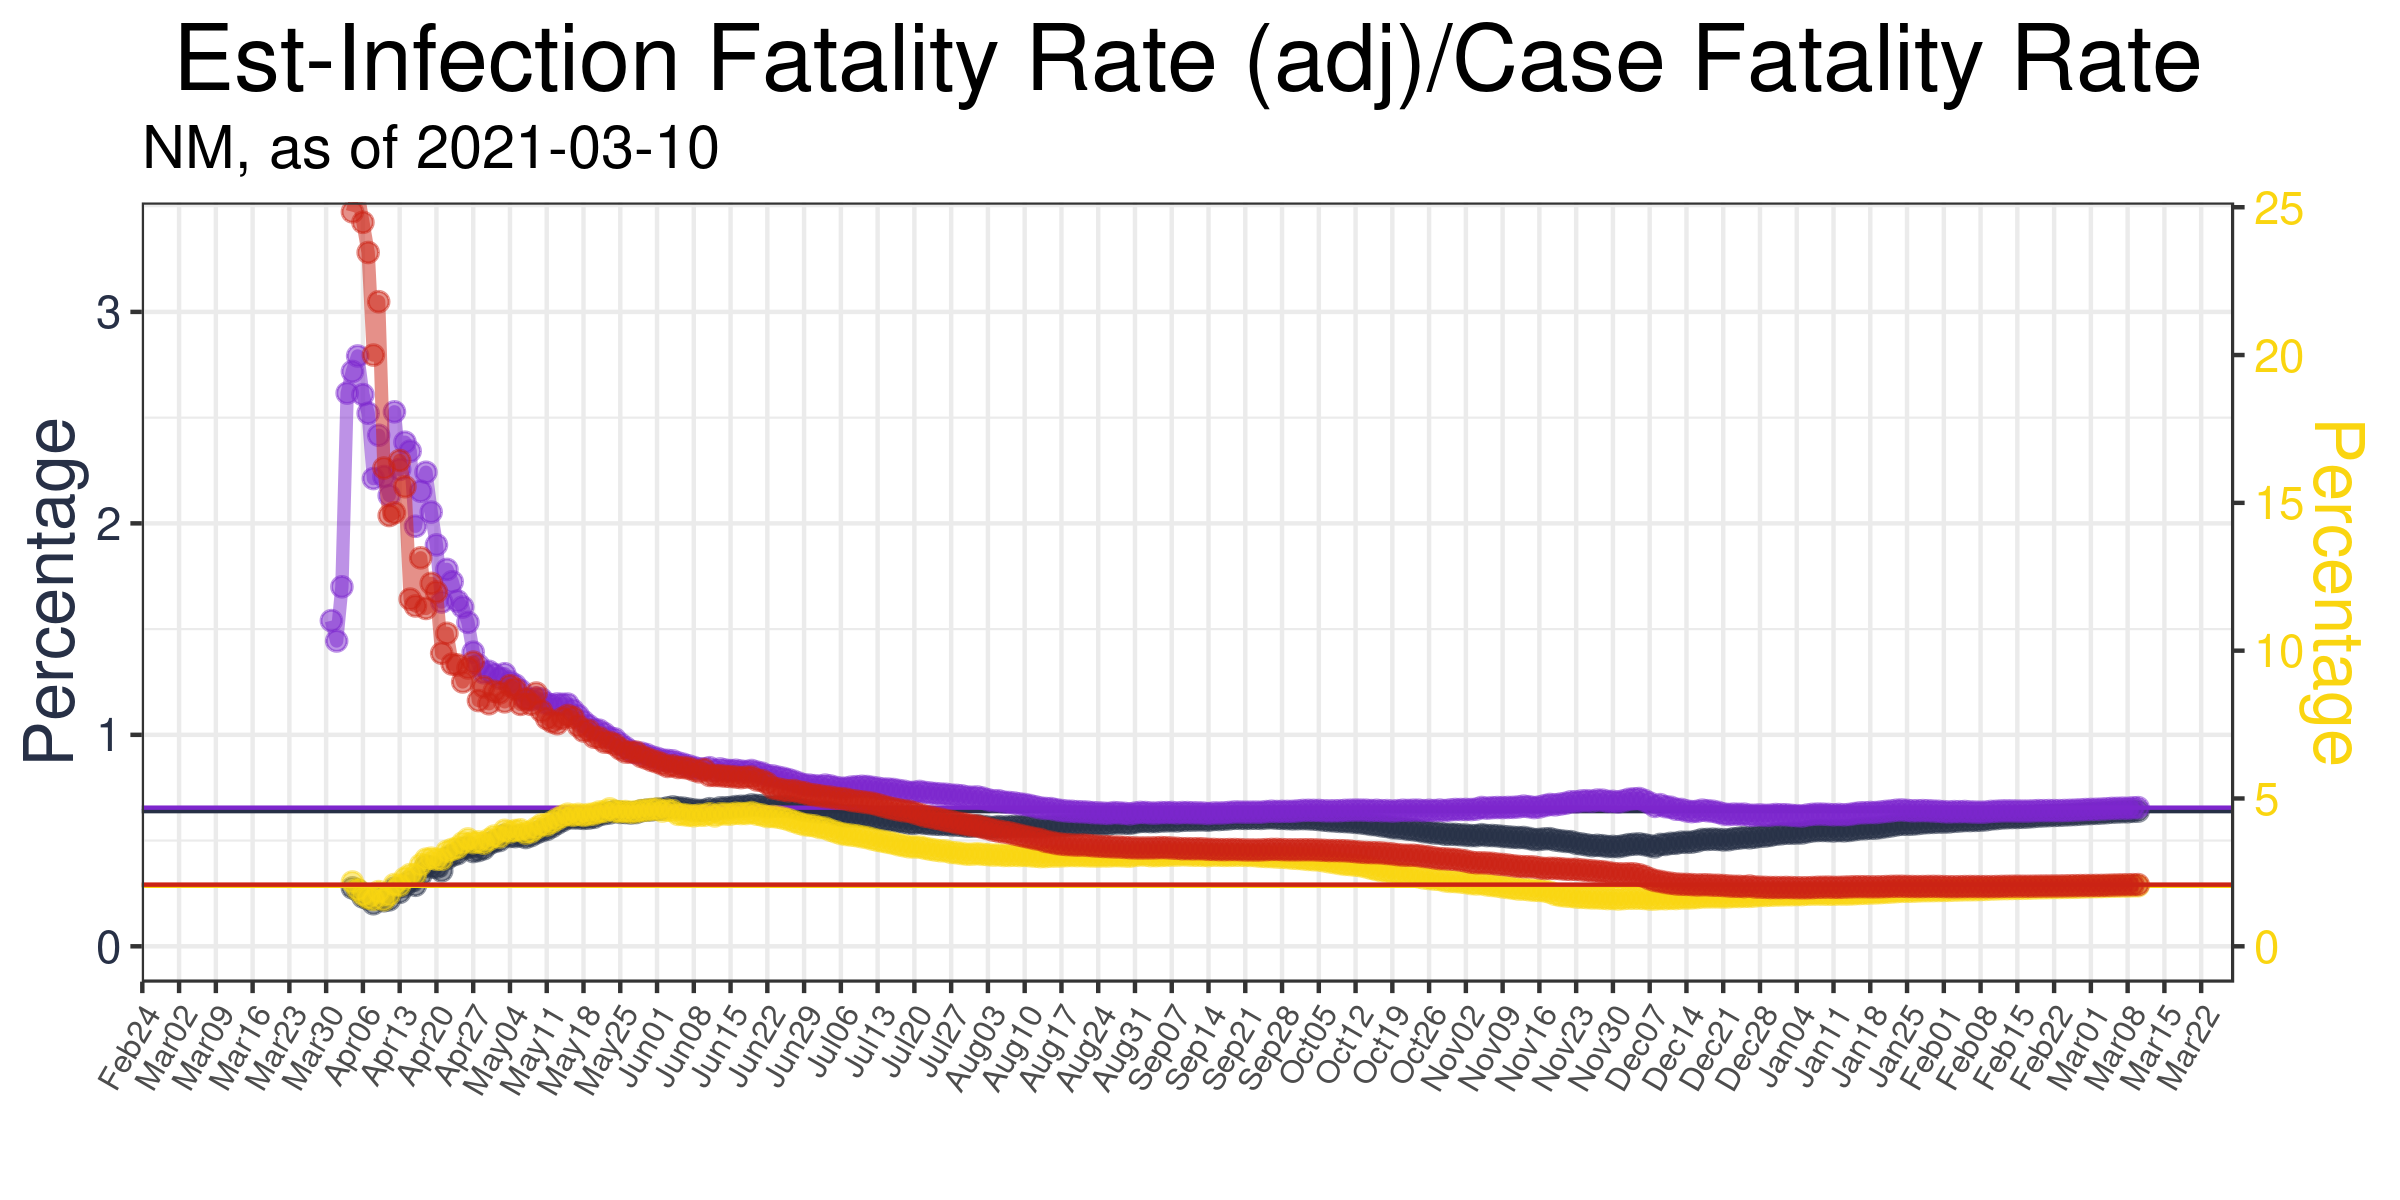 Est-Infection Fatality Rate (adj)/Case Fatality Rate
NM, as of 2021-03-10
Percentage
3
2
1
0
25
20
15
10
5
0
Percentage
Feb24
Mar02
Mar09
Mar16
Mar23
Mar30
Apr06
Apr13
Apr20
Apr27
May04
May11
May18
May25
Jun01
Jun08
Jun15
Jun22
Jun29
Jul06
Jul13
Jul20
Jul27
Aug03
Aug10
Aug17
Aug24
Aug31
Sep07
Sep14
Sep21
Sep28
Oct05
Oct12
Oct19
Oct26
Nov02
Nov09
Nov16
Nov23
Nov30
Dec07
Dec14
Dec21
Dec28
Jan04
Jan11
Jan18
Jan25
Feb01
Feb08
Feb15
Feb22
Mar01
Mar08
Mar15
Mar22